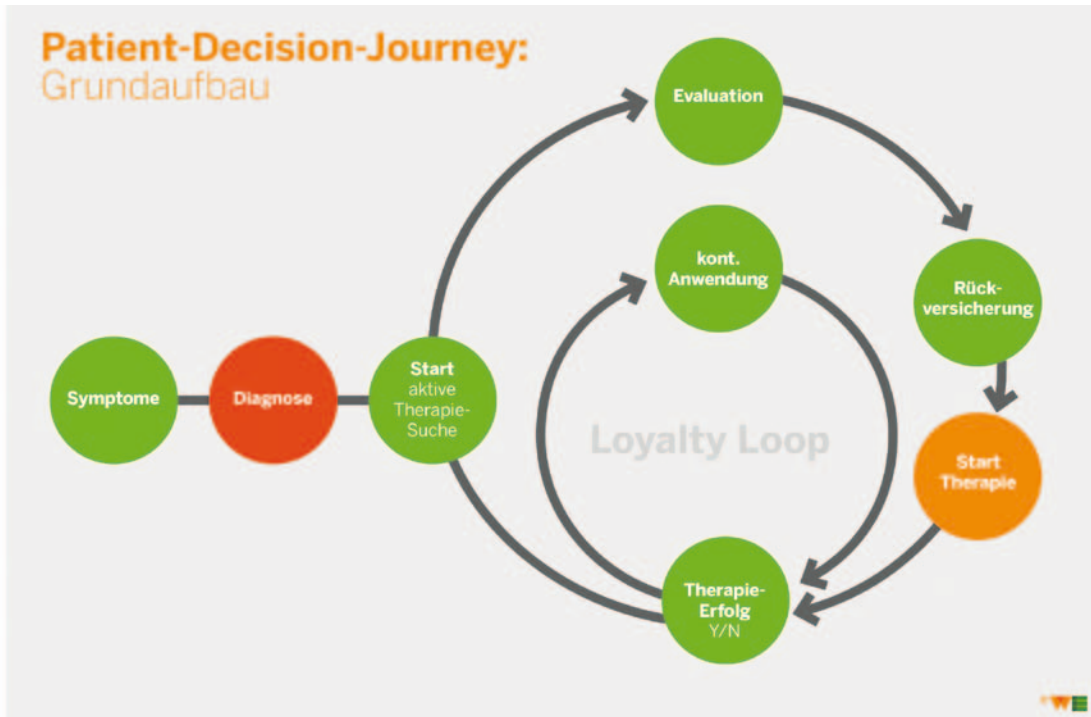 Patient-Decision-Journey:
Grundaufbau
Evaluation
kont.
Anwendung
Rück-
versicherung
Symptome
Diagnose
Start
aktive
Therapie-
Suche
Loyalty Loop
Start
Therapie
Therapie-
Erfolg
Y/N